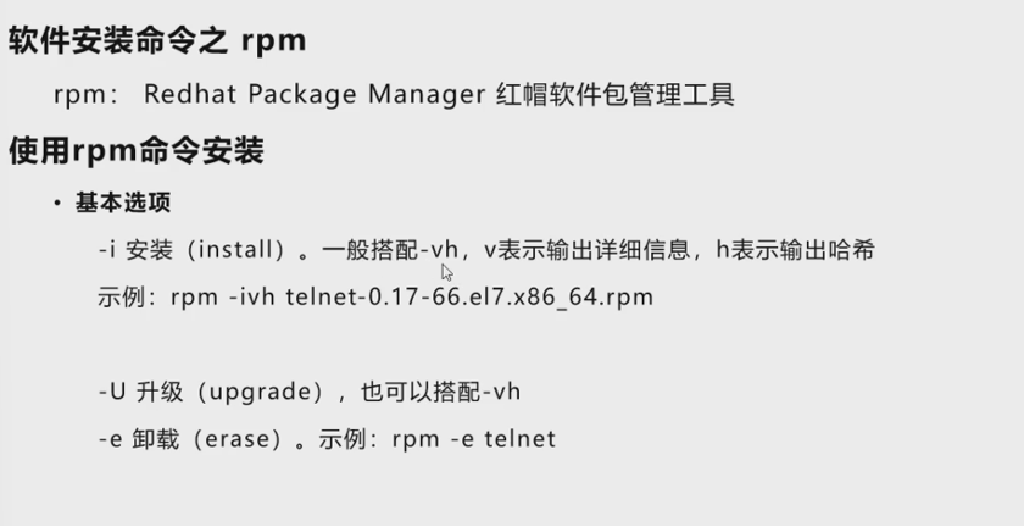 软件安装命令之 rpm
rpm： Redhat Package Manager 红帽软件包管理工具
使用rpm命令安装
• 基本选项
-i 安装（install）。一般搭配-vh，v表示输出详细信息，h表示输出哈希
示例：rpm -ivh telnet-0.17-66.el7.x86_64.rpm
-U 升级（upgrade），也可以搭配-vh
-e 卸载（erase）。示例：rpm -e telnet